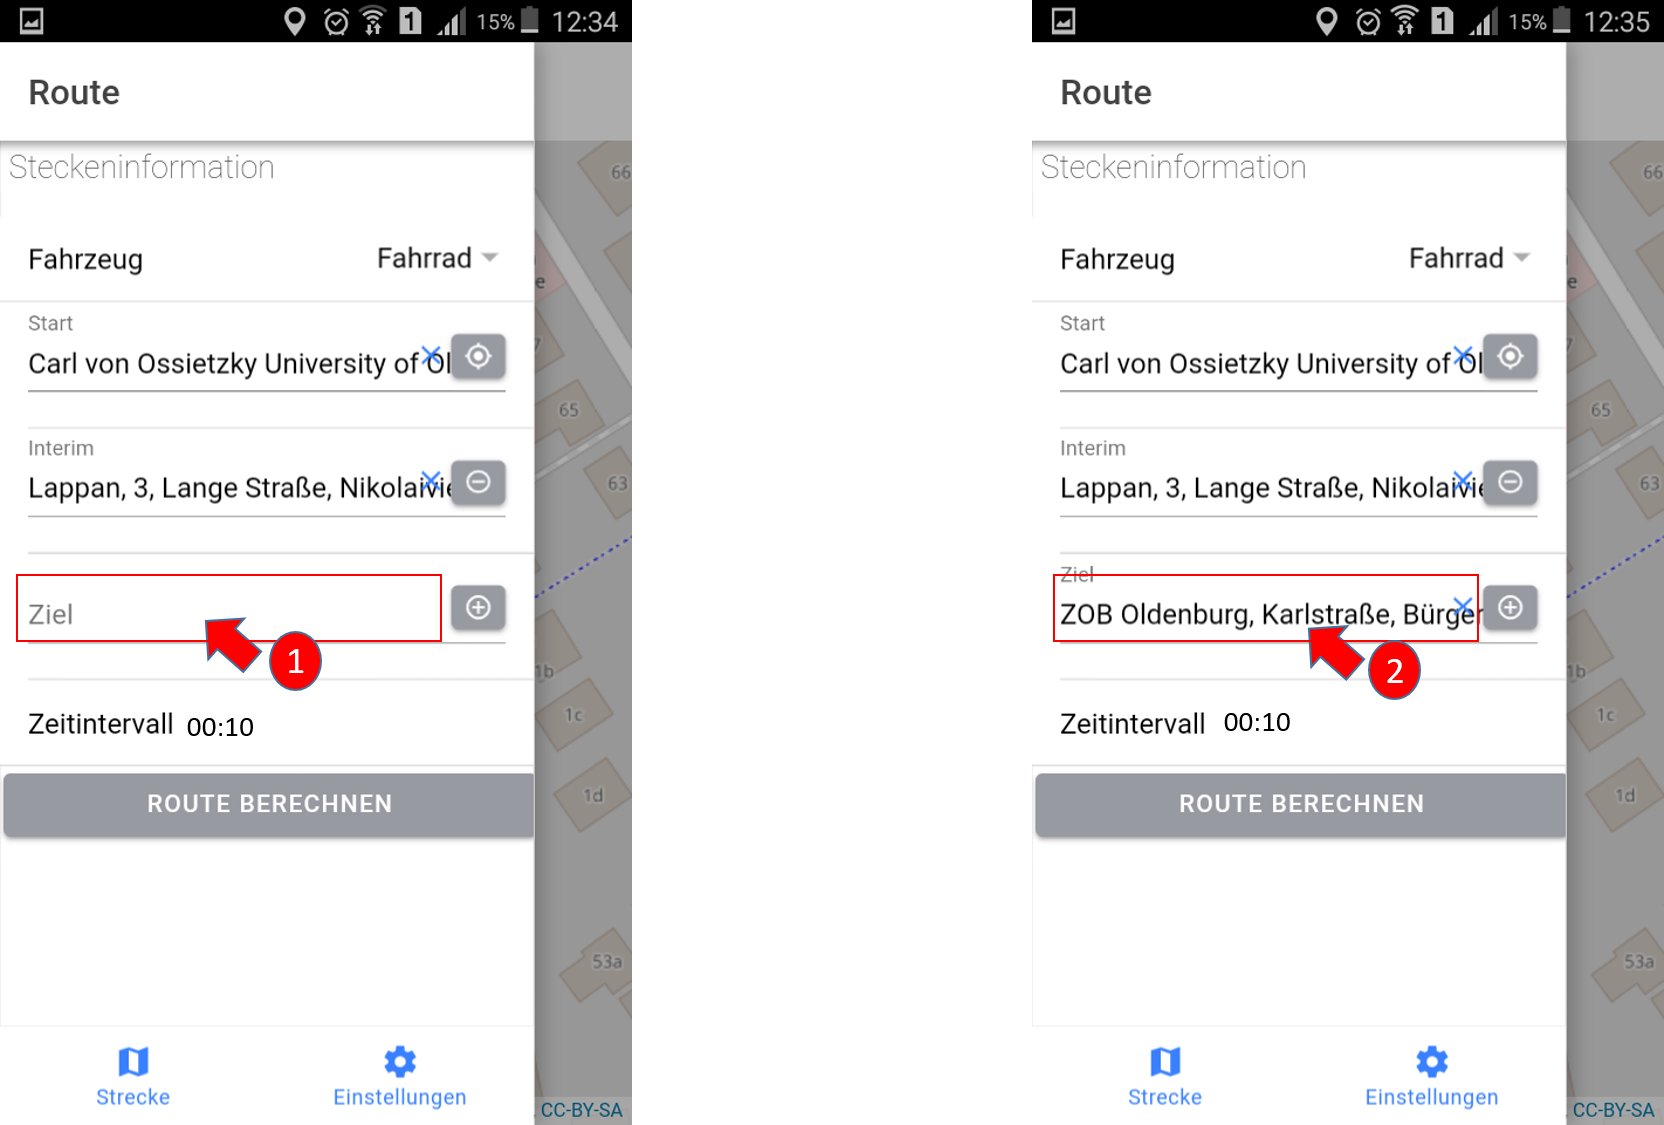 15% 12:34
Route
Steckeninformation
Fahrzeug Fahrrad
Start
Carl von Ossietzky University of Ol
Interim
Lappan, 3, Lange Straße, Nikolaivie
Ziel
1
Zeitintervall 00:10
ROUTE BERECHNEN
Strecke Einstellungen
66
e
7
65
63
1b
1c
1d
53a
CC-BY-SA
15% 12:35
Route
Steckeninformation
Fahrzeug Fahrrad
Start
Carl von Ossietzky University of Ol
Interim
Lappan, 3, Lange Straße, Nikolaivie
Ziel
ZOB Oldenburg, Karlstraße, Bürger
2
Zeitintervall 00:10
ROUTE BERECHNEN
Strecke Einstellungen
66
e
7
65
63
1b
1c
1d
53a
CC-BY-SA